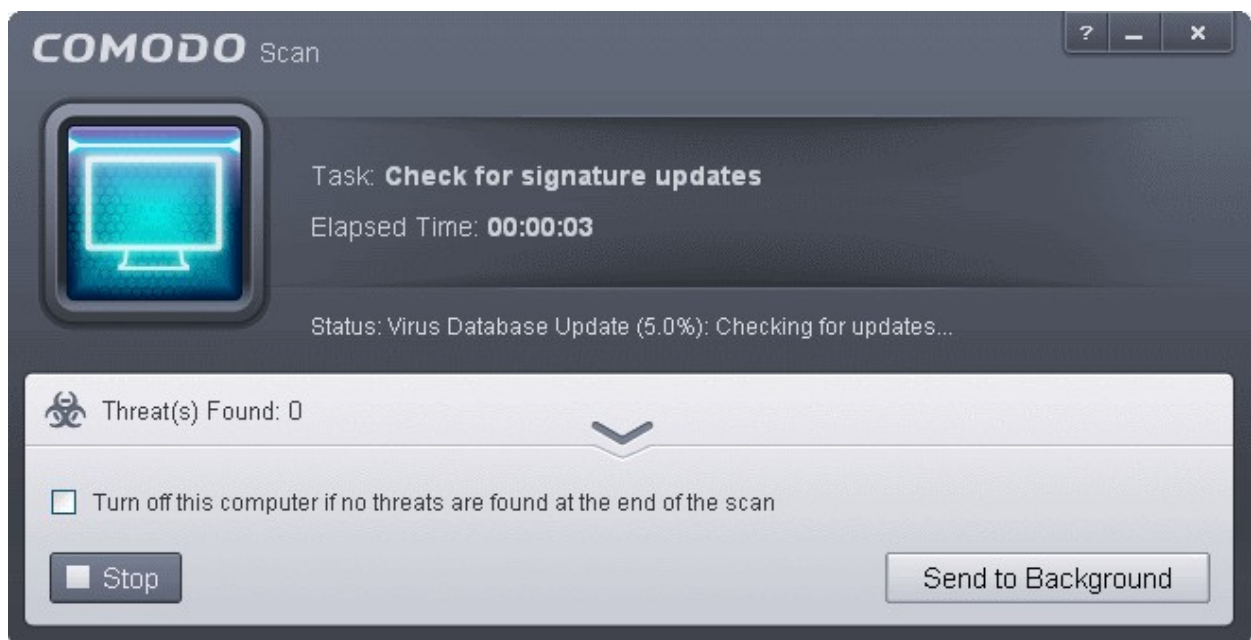 COMODO Scan
? – ×
Task: Check for signature updates
Elapsed Time: 00:00:03
Status: Virus Database Update (5.0%): Checking for updates...
Threat(s) Found: 0
Turn off this computer if no threats are found at the end of the scan
Stop
Send to Background